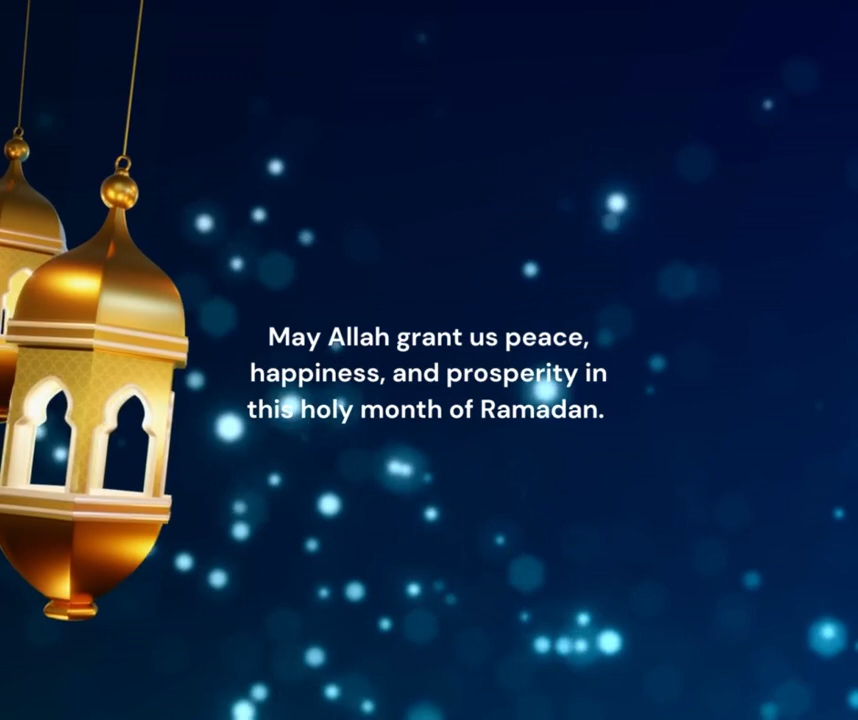 May Allah grant us peace,
happiness, and prosperity in
this holy month of Ramadan.